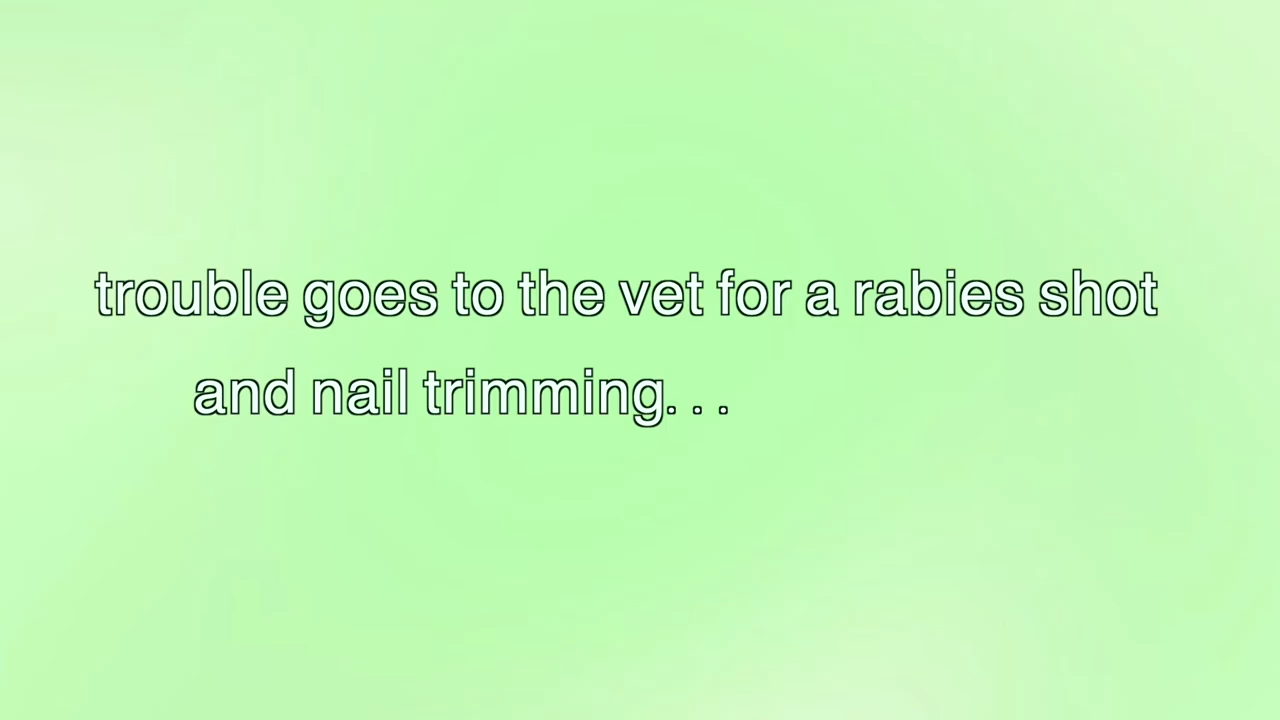 trouble goes to the vet for a rabies shot
and nail trimming. . .